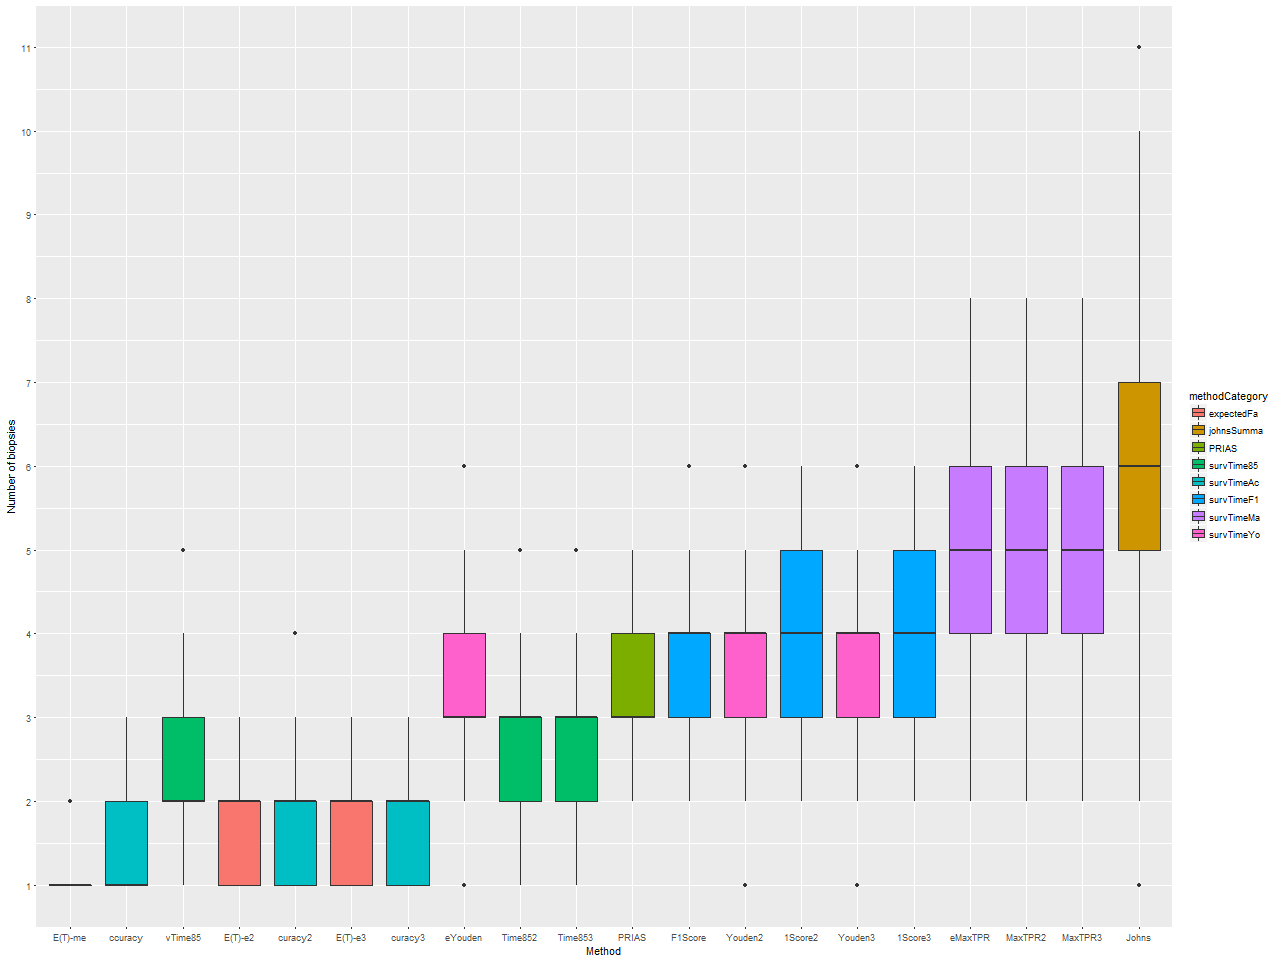 11
10
9
8
7
6
5
4
3
2
1
Number of biopsies
E(T)-me ccuracy vTime85 E(T)-e2 curacy2 E(T)-e3 curacy3 eYouden Time852 Time853 PRIAS F1Score Youden2 1Score2 Youden3 1Score3 eMaxTPR MaxTPR2 MaxTPR3 Johns
Method
methodCategory
expectedFa
johnsSumma
PRIAS
survTime85
survTimeAc
survTimeF1
survTimeMa
survTimeYo